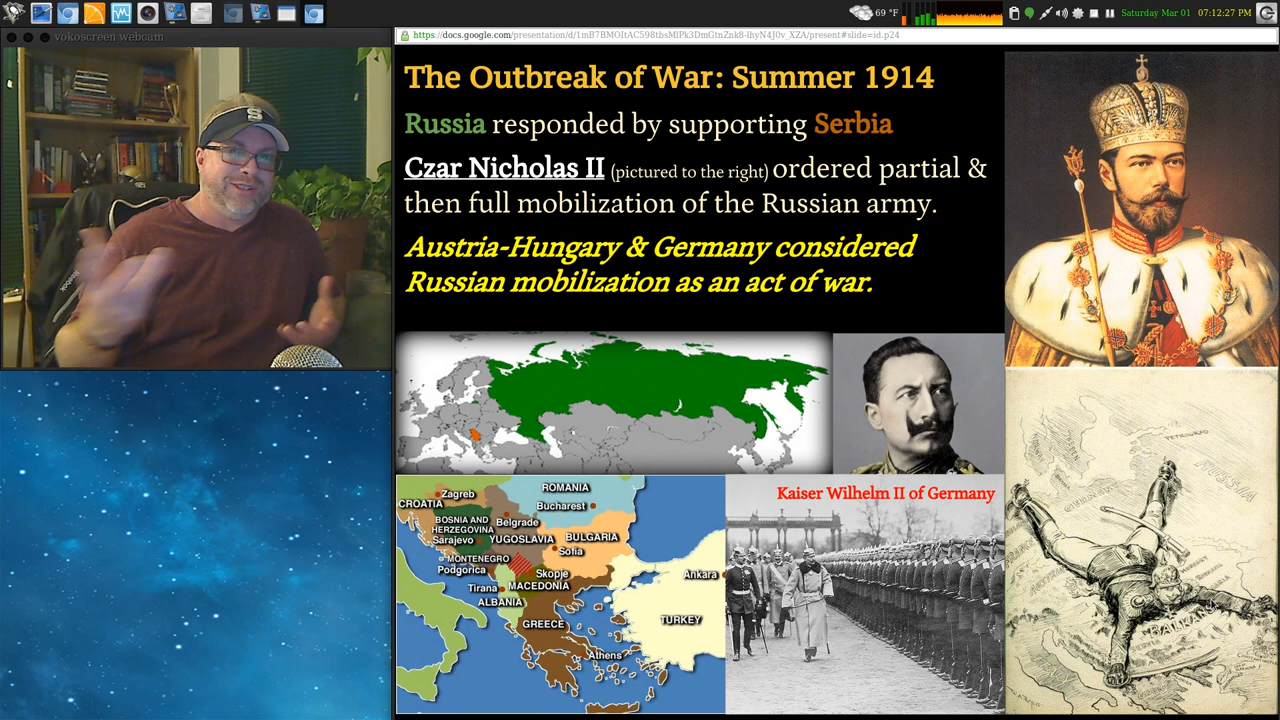 69 °F
Saturday Mar 01
07:12:27 PM
vokoscreen webcam
https://docs.google.com/presentation/d/1mB7BMOItAC598tbsMlPk3DmGtnZnk8-lhyN4J0v_XZA/present#slide=id.p24
The Outbreak of War: Summer 1914
Russia responded by supporting Serbia
Czar Nicholas II (pictured to the right) ordered partial &
then full mobilization of the Russian army.
Austria-Hungary & Germany considered
Russian mobilization as an act of war.
S
Reebok
Zagreb
ROMANIA
CROATIA
Bucharest
BOSNIA AND
HERZEGOVINA
Belgrade
Sarajevo
YUGOSLAVIA
BULGARIA
Sofia
MONTENEGRO
Podgorica
Skopje
Tirana
MACEDONIA
ALBANIA
Ankara
GREECE
TURKEY
Athens
Kaiser Wilhelm II of Germany
PETROGRAD
RUSSIA
BALKANS